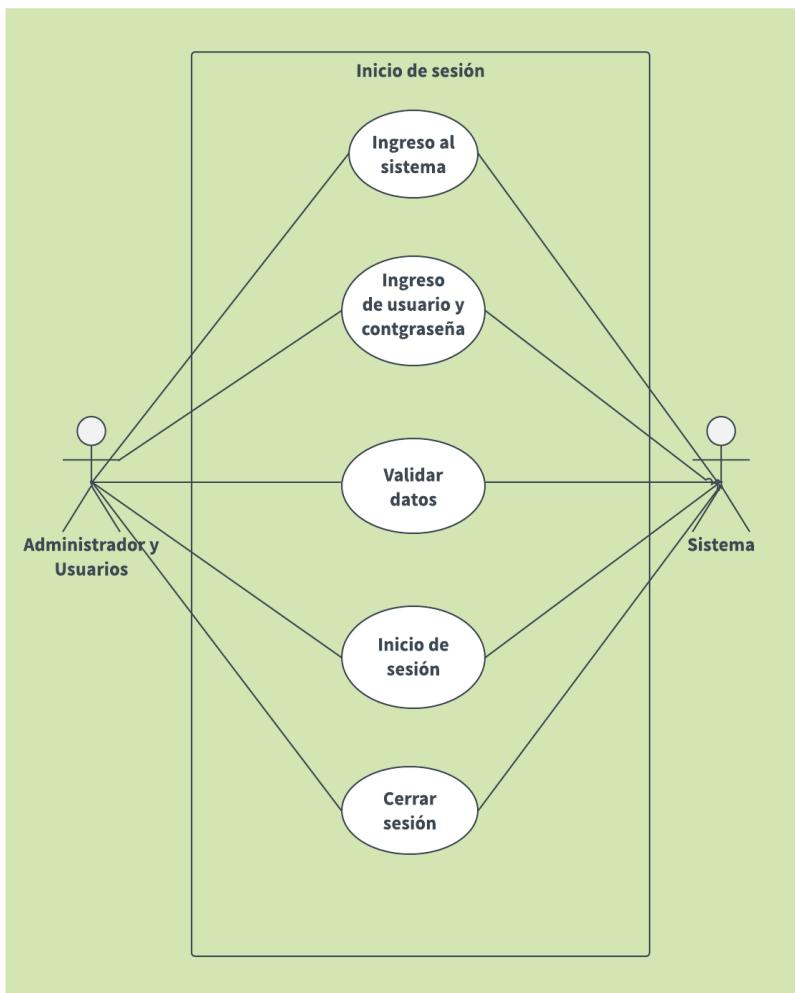 Inicio de sesión
Ingreso al
sistema
Ingreso
de usuario y
contgraseña
Validar
datos
Administrador y
Usuarios
Sistema
Inicio de
sesión
Cerrar
sesión